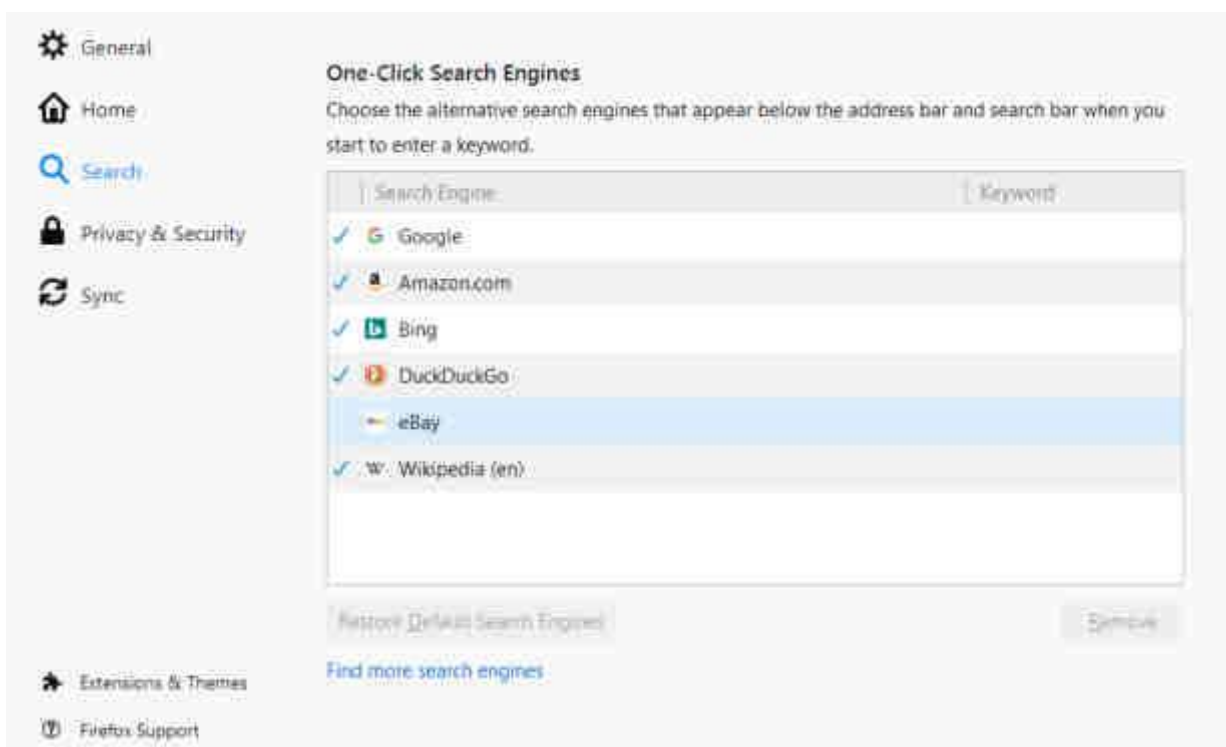 General
Home
Search
Privacy & Security
Sync
Extensions & Themes
Firefox Support
One-Click Search Engines
Choose the alternative search engines that appear below the address bar and search bar when you
start to enter a keyword.
Search Engine Keyword
Google
Amazon.com
Bing
DuckDuckGo
eBay
Wikipedia (en)
Restore Default Search Engines Remove
Find more search engines